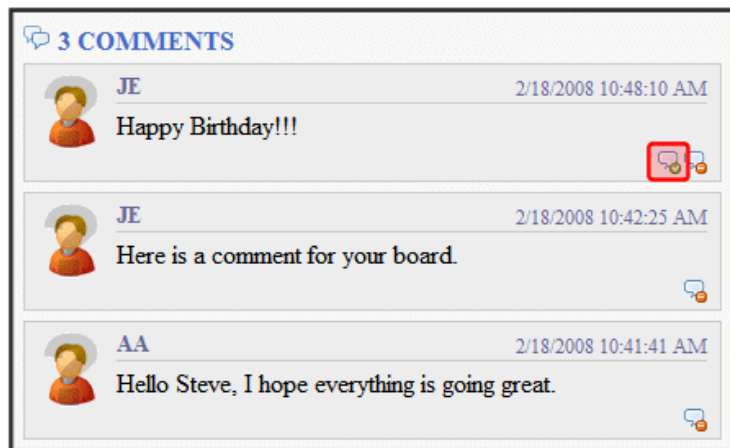 3 COMMENTS
JE 2/18/2008 10:48:10 AM
Happy Birthday!!!
JE 2/18/2008 10:42:25 AM
Here is a comment for your board.
AA 2/18/2008 10:41:41 AM
Hello Steve, I hope everything is going great.